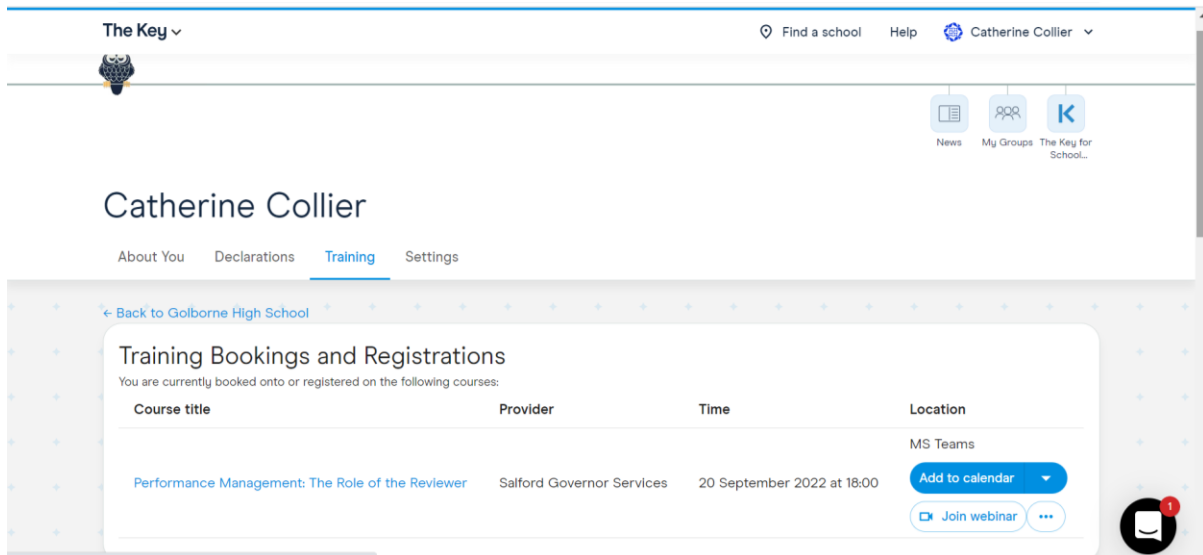 The Key
Find a school Help Catherine Collier
News My Groups The Key for
School...
Catherine Collier
About You Declarations Training Settings
← Back to Golborne High School
Training Bookings and Registrations
You are currently booked onto or registered on the following courses:
Course title Provider Time Location
MS Teams
Add to calendar
Performance Management: The Role of the Reviewer Salford Governor Services 20 September 2022 at 18:00
Join webinar ...
1